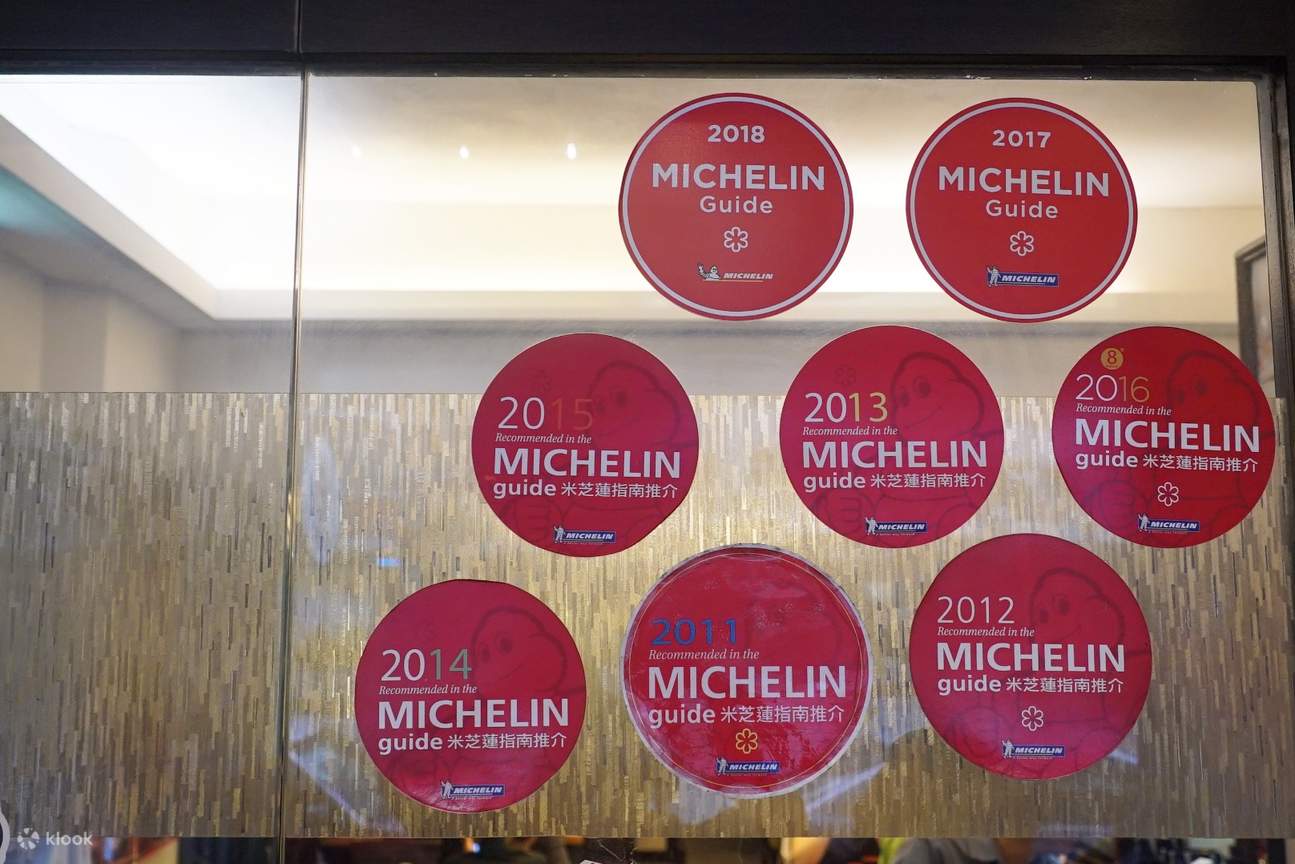 2018
MICHELIN
Guide
MICHELIN
2017
MICHELIN
Guide
MICHELIN
2015
Recommended in the
MICHELIN
guide 米芝蓮指南推介
MICHELIN
2013
Recommended in the
MICHELIN
guide 米芝蓮指南推介
MICHELIN
8
2016
Recommended in the
MICHELIN
guide 米芝蓮指南推介
MICHELIN
2014
Recommended in the
MICHELIN
guide 米芝蓮指南推介
MICHELIN
2011
Recommended in the
MICHELIN
guide 米芝蓮指南推介
MICHELIN
2012
Recommended in the
MICHELIN
guide 米芝蓮指南推介
MICHELIN
klook